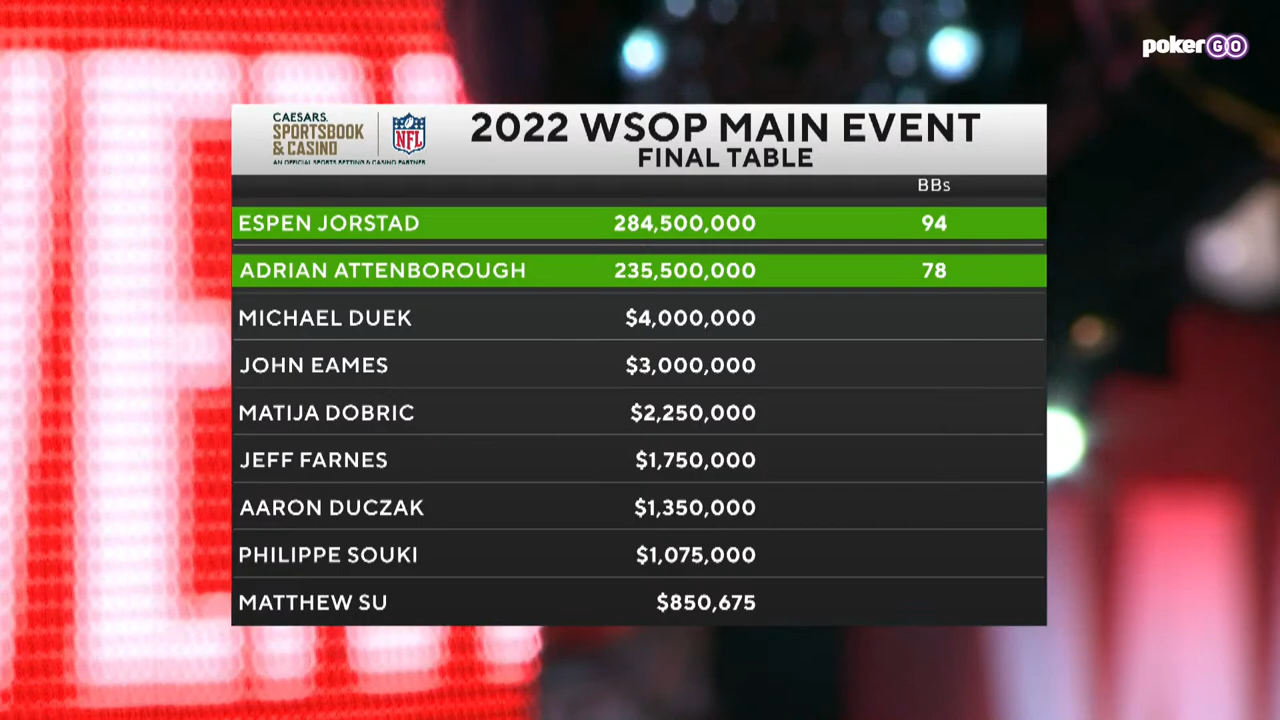 pokerGO
CAESARS
SPORTSBOOK
& CASINO
AN OFFICIAL SPORTS BETTING & CASINO PARTNER
NFL
2022 WSOP MAIN EVENT
FINAL TABLE
BBs
ESPEN JORSTAD 284,500,000 94
ADRIAN ATTENBOROUGH 235,500,000 78
MICHAEL DUEK $4,000,000
JOHN EAMES $3,000,000
MATIJA DOBRIC $2,250,000
JEFF FARNES $1,750,000
AARON DUCZAK $1,350,000
PHILIPPE SOUKI $1,075,000
MATTHEW SU $850,675